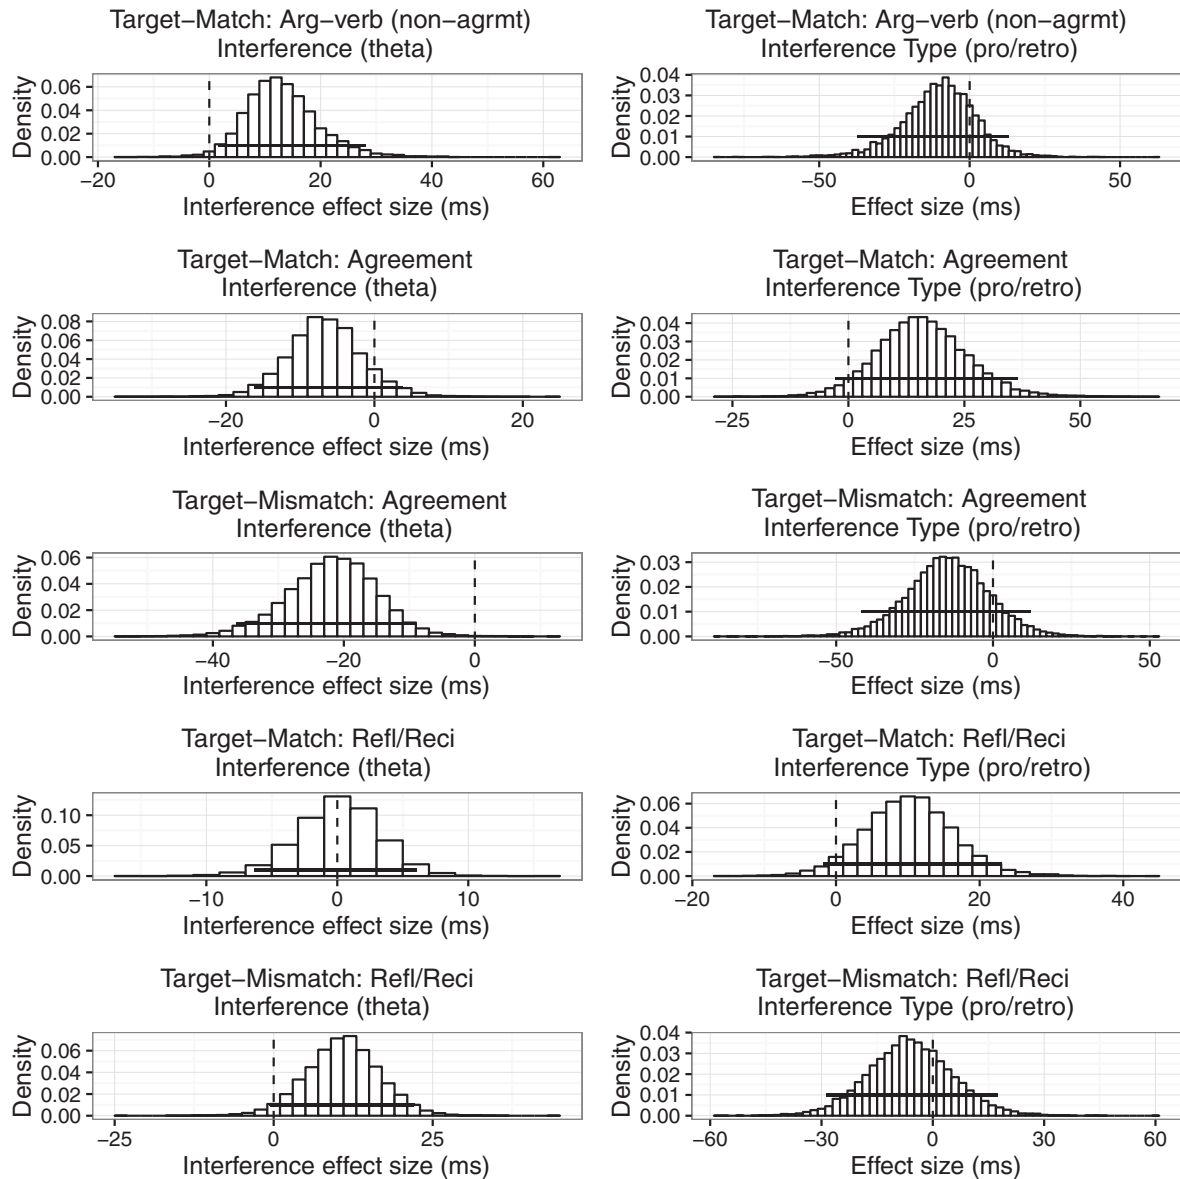 Target−Match: Arg−verb (non−agrmt)
Interference (theta)
Density
0.06
0.04
0.02
0.00
−20 0 20 40 60
Interference effect size (ms)
Target−Match: Arg−verb (non−agrmt)
Interference Type (pro/retro)
Density
0.04
0.03
0.02
0.01
0.00
−50 0 50
Effect size (ms)
Target−Match: Agreement
Interference (theta)
Density
0.08
0.06
0.04
0.02
0.00
−20 0 20
Interference effect size (ms)
Target−Match: Agreement
Interference Type (pro/retro)
Density
0.04
0.03
0.02
0.01
0.00
−25 0 25 50
Effect size (ms)
Target−Mismatch: Agreement
Interference (theta)
Density
0.06
0.04
0.02
0.00
−40 −20 0
Interference effect size (ms)
Target−Mismatch: Agreement
Interference Type (pro/retro)
Density
0.03
0.02
0.01
0.00
−50 0 50
Effect size (ms)
Target−Match: Refl/Reci
Interference (theta)
Density
0.10
0.05
0.00
−10 0 10
Interference effect size (ms)
Target−Match: Refl/Reci
Interference Type (pro/retro)
Density
0.06
0.04
0.02
0.00
−20 0 20 40
Effect size (ms)
Target−Mismatch: Refl/Reci
Interference (theta)
Density
0.06
0.04
0.02
0.00
−25 0 25
Interference effect size (ms)
Target−Mismatch: Refl/Reci
Interference Type (pro/retro)
Density
0.04
0.03
0.02
0.01
0.00
−60 −30 0 30 60
Effect size (ms)